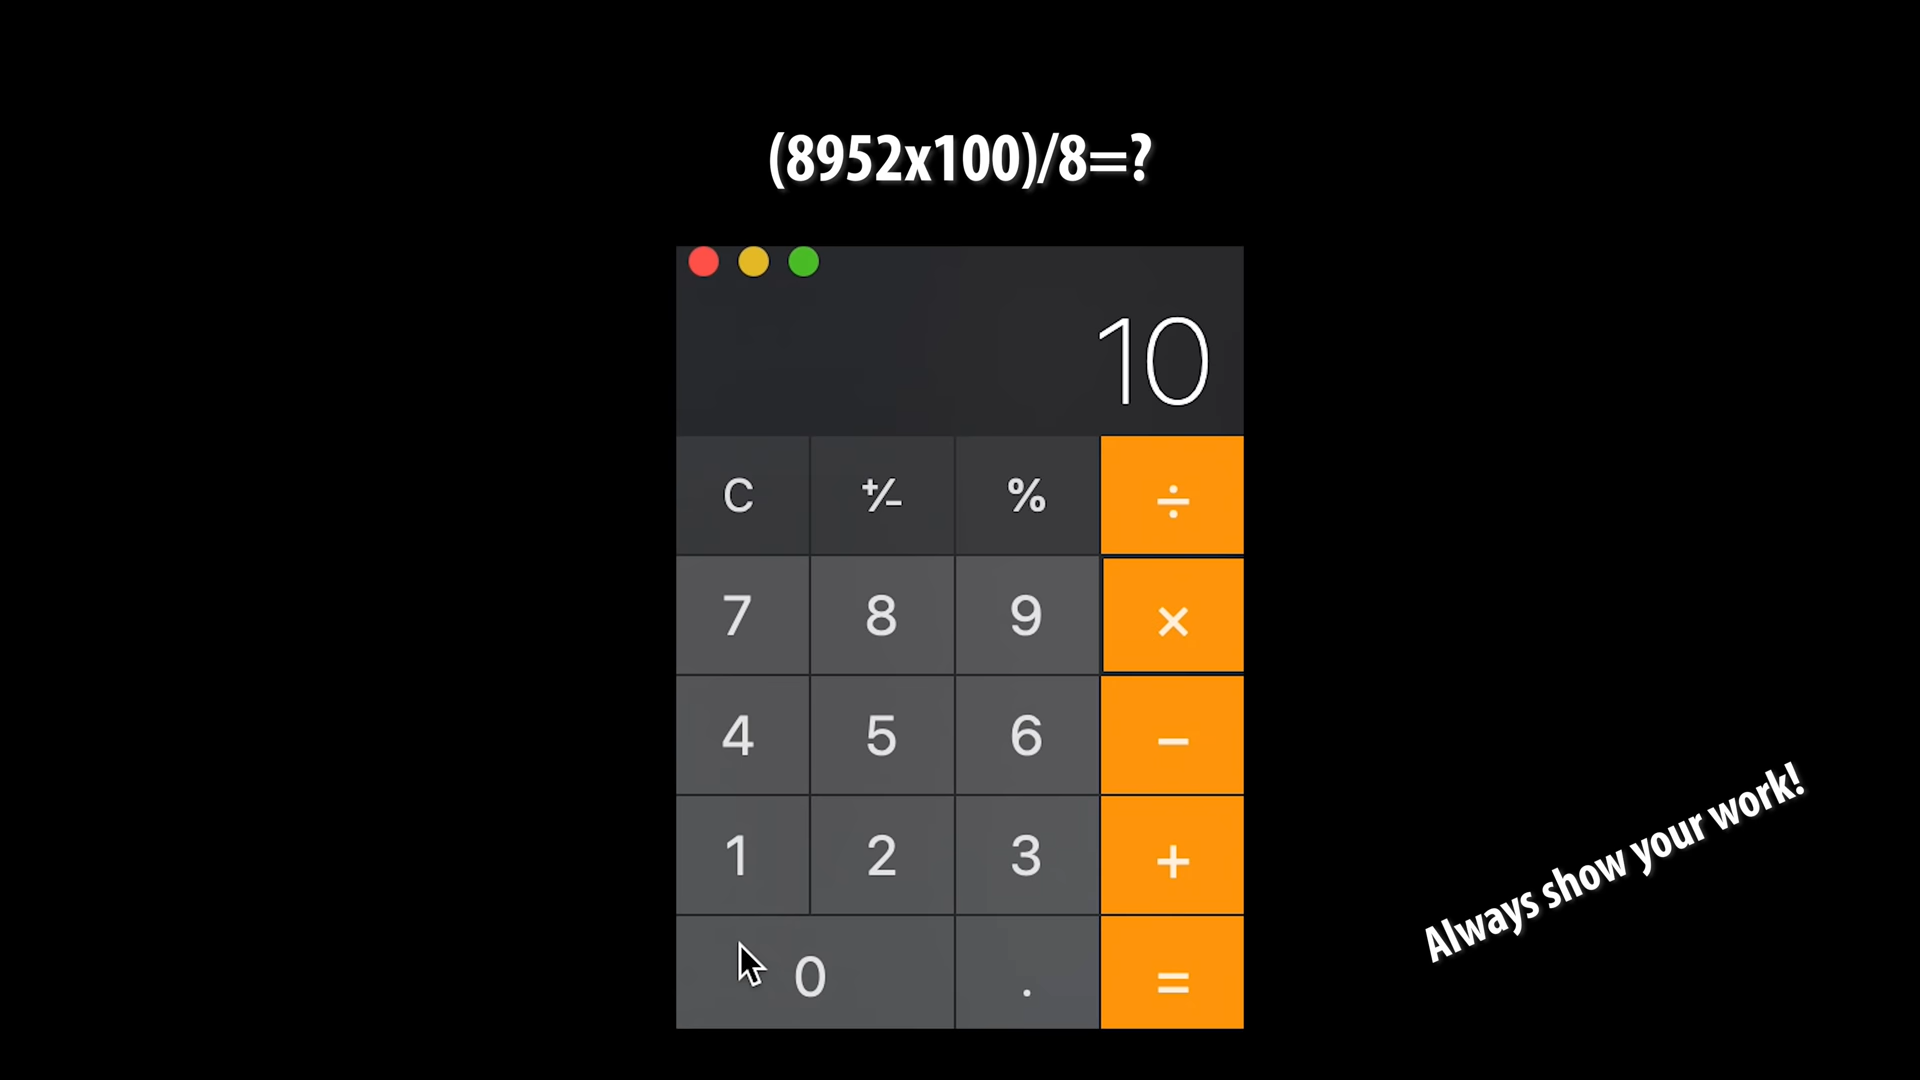 (8952x100)/8=?
10
C +/- % ÷
7 8 9 ×
4 5 6 −
1 2 3 +
0 . =
Always show your work!